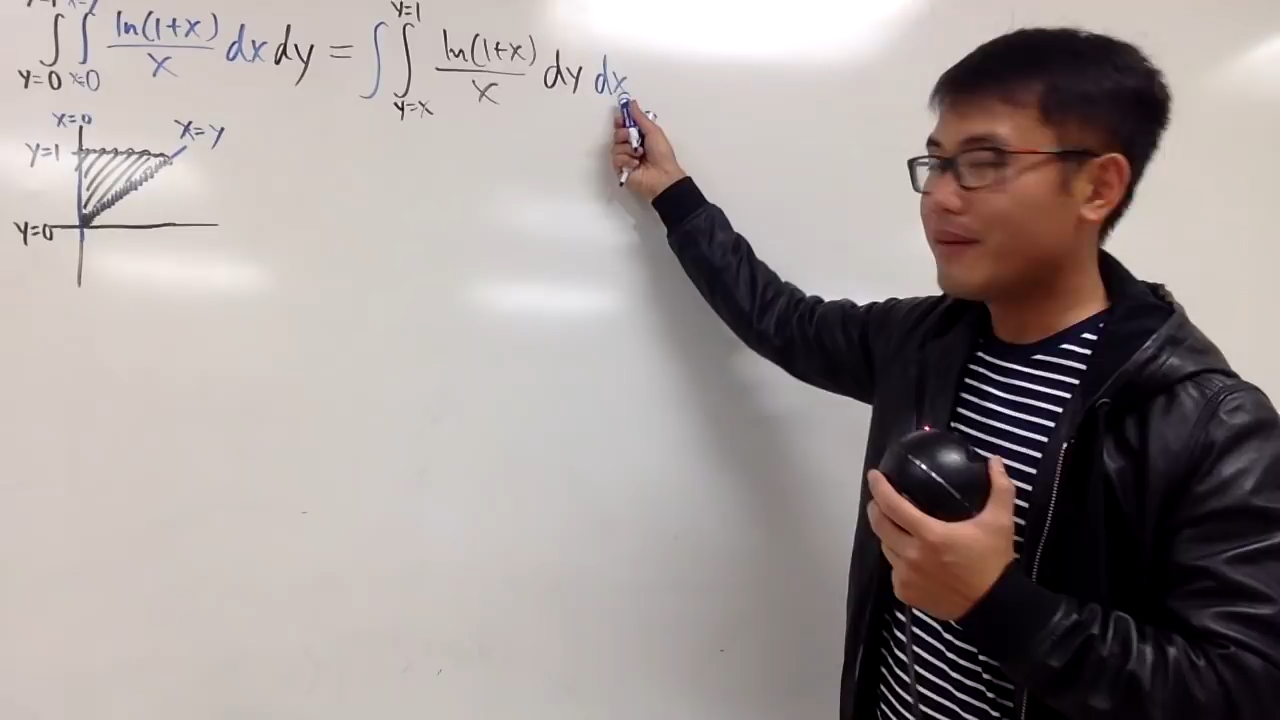 y=1
∫ ∫ ln(1+x)/x dx dy = ∫ ∫ ln(1+x)/x dy dx
y=0 x=0 y=x
x=0
x=y
y=1
y=0